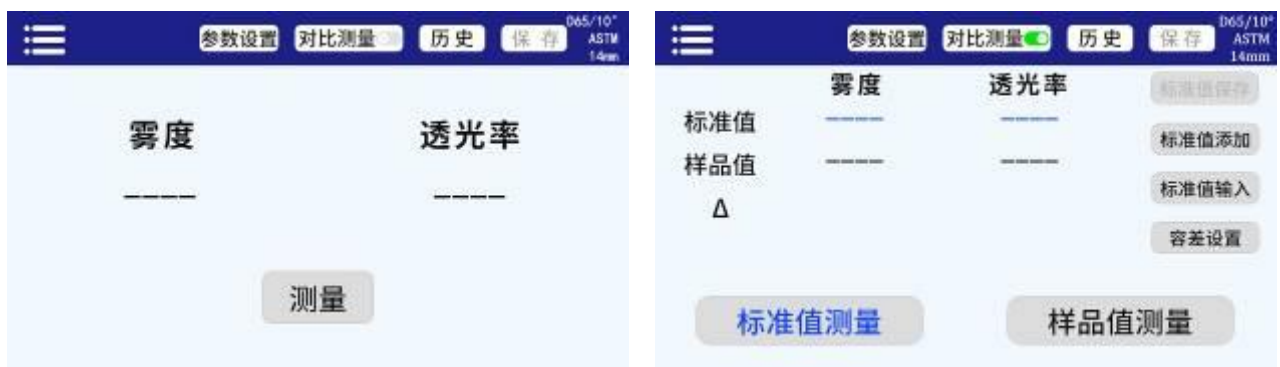 参数设置 对比测量 历史 保存 D65/10°
ASTM
14mm
雾度 透光率
---- ----
测量
参数设置 对比测量 历史 保存 D65/10°
ASTM
14mm
雾度 透光率
标准值 ---- ----
样品值 ---- ----
Δ
标准值保存
标准值添加
标准值输入
容差设置
标准值测量 样品值测量